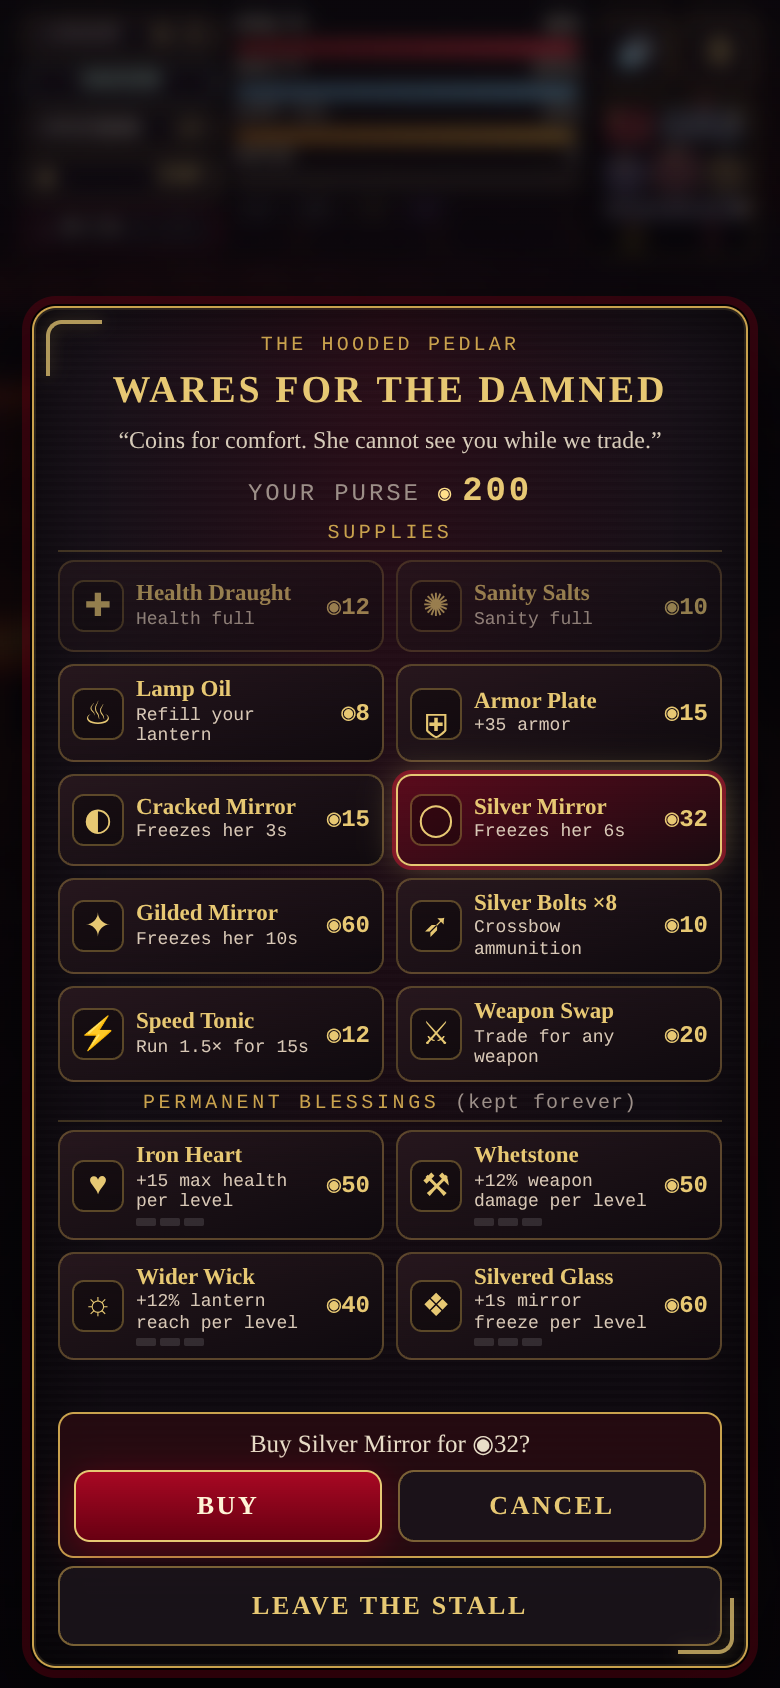 THE HOODED PEDLAR
WARES FOR THE DAMNED
“Coins for comfort. She cannot see you while we trade.”
YOUR PURSE ◉ 200
SUPPLIES
Health Draught
Health full
◉12
Sanity Salts
Sanity full
◉10
Lamp Oil
Refill your
lantern
◉8
Armor Plate
+35 armor
◉15
Cracked Mirror
Freezes her 3s
◉15
Silver Mirror
Freezes her 6s
◉32
Gilded Mirror
Freezes her 10s
◉60
Silver Bolts ×8
Crossbow
ammunition
◉10
Speed Tonic
Run 1.5× for 15s
◉12
Weapon Swap
Trade for any
weapon
◉20
PERMANENT BLESSINGS (kept forever)
Iron Heart
+15 max health
per level
◉50
Whetstone
+12% weapon
damage per level
◉50
Wider Wick
+12% lantern
reach per level
◉40
Silvered Glass
+1s mirror
freeze per level
◉60
Buy Silver Mirror for ◉32?
BUY
CANCEL
LEAVE THE STALL